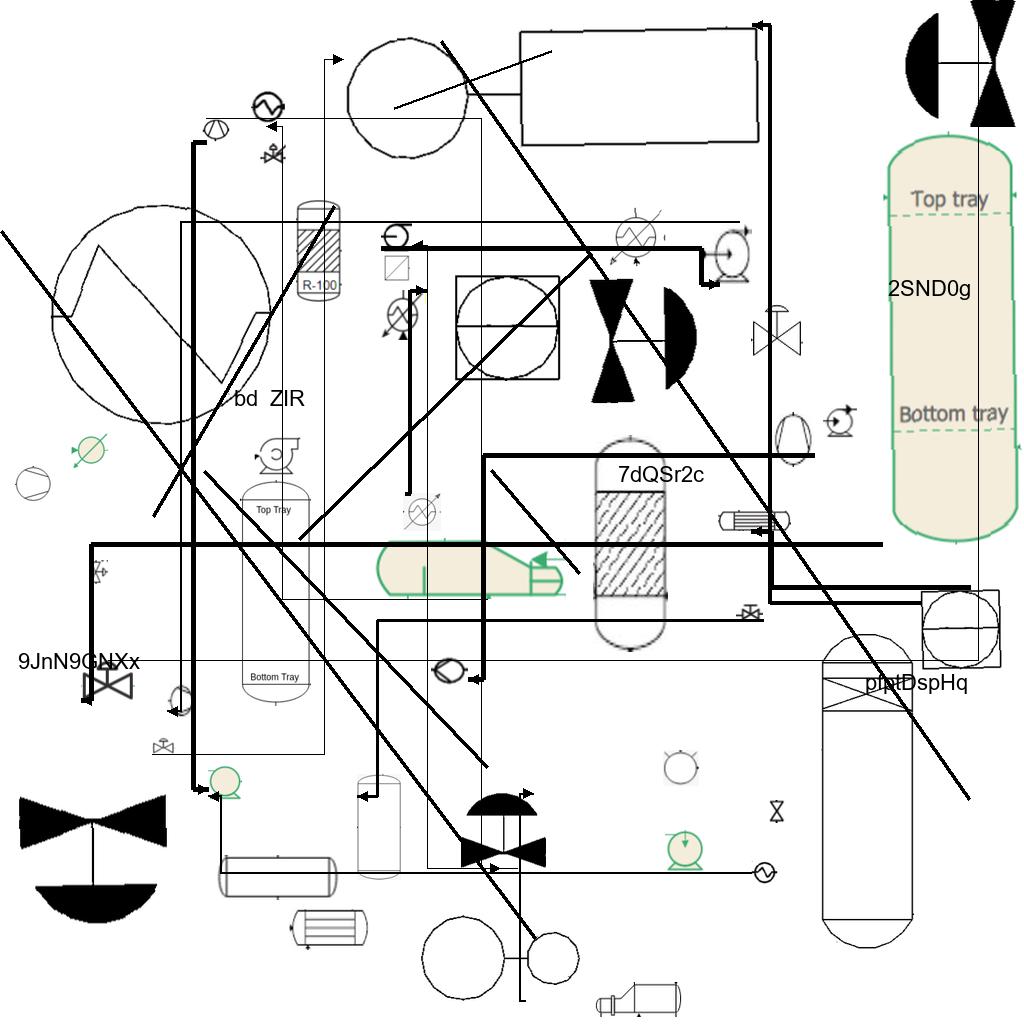 Top tray
R-100
2SND0g
bd ZIR
Bottom tray
7dQSr2c
Top Tray
9JnN9GNXx
Bottom Tray
pfptDspHq